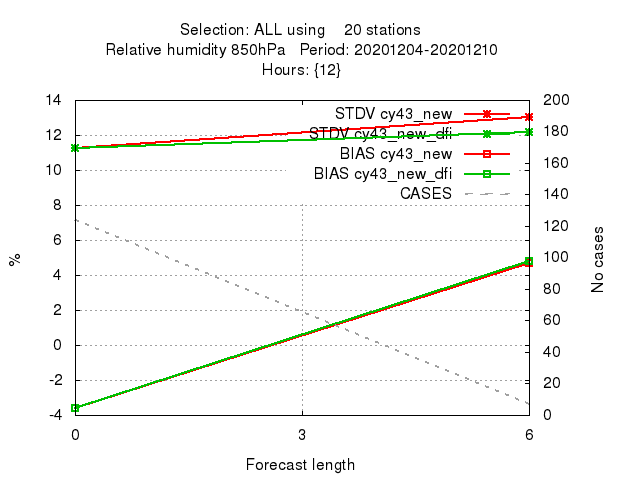 Selection: ALL using 20 stations
Relative humidity 850hPa Period: 20201204-20201210
Hours: {12}
14 200
STDV cy43_new
12 180
STDV cy43_new_dfi
BIAS cy43_new
10 160
BIAS cy43_new_dfi
8 140
CASES
6 120
4 100
2 80
0 60
-2 40
-4 20
0
%
No cases
0 3 6
Forecast length